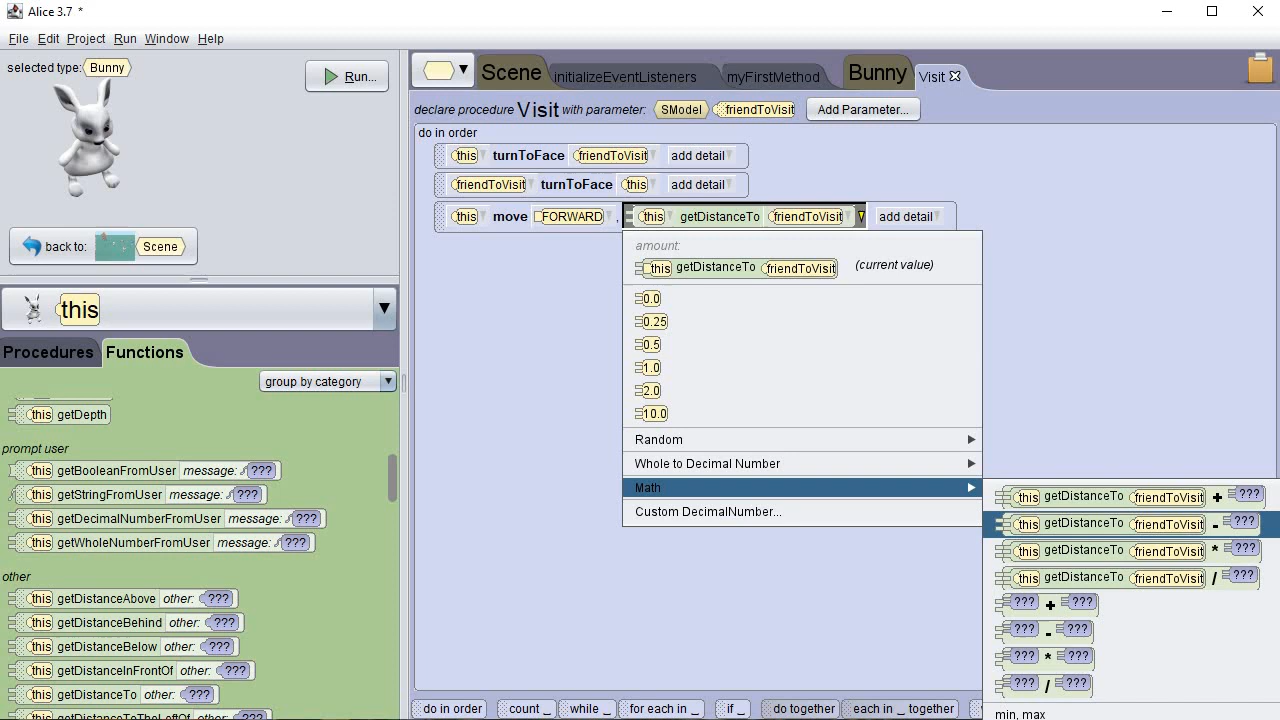 Alice 3.7 *
File Edit Project Run Window Help
selected type: Bunny
Run...
back to: Scene
this
Procedures Functions
group by category
this getDepth
prompt user
this getBooleanFromUser message: ???
this getStringFromUser message: ???
this getDecimalNumberFromUser message: ???
this getWholeNumberFromUser message: ???
other
this getDistanceAbove other: ???
this getDistanceBehind other: ???
this getDistanceBelow other: ???
this getDistanceInFrontOf other: ???
this getDistanceTo other: ???
this getDistanceToTheLeftOf other: ???
Scene initializeEventListeners myFirstMethod Bunny Visit
declare procedure Visit with parameter: SModel friendToVisit Add Parameter...
do in order
this turnToFace friendToVisit add detail
friendToVisit turnToFace this add detail
this move FORWARD , this getDistanceTo friendToVisit add detail
amount:
this getDistanceTo friendToVisit (current value)
0.0
0.25
0.5
1.0
2.0
10.0
Random
Whole to Decimal Number
Math
Custom DecimalNumber...
this getDistanceTo friendToVisit + ???
this getDistanceTo friendToVisit - ???
this getDistanceTo friendToVisit * ???
this getDistanceTo friendToVisit / ???
??? + ???
??? - ???
??? * ???
??? / ???
min, max
do in order count _ while _ for each in _ if _ do together each in _ together